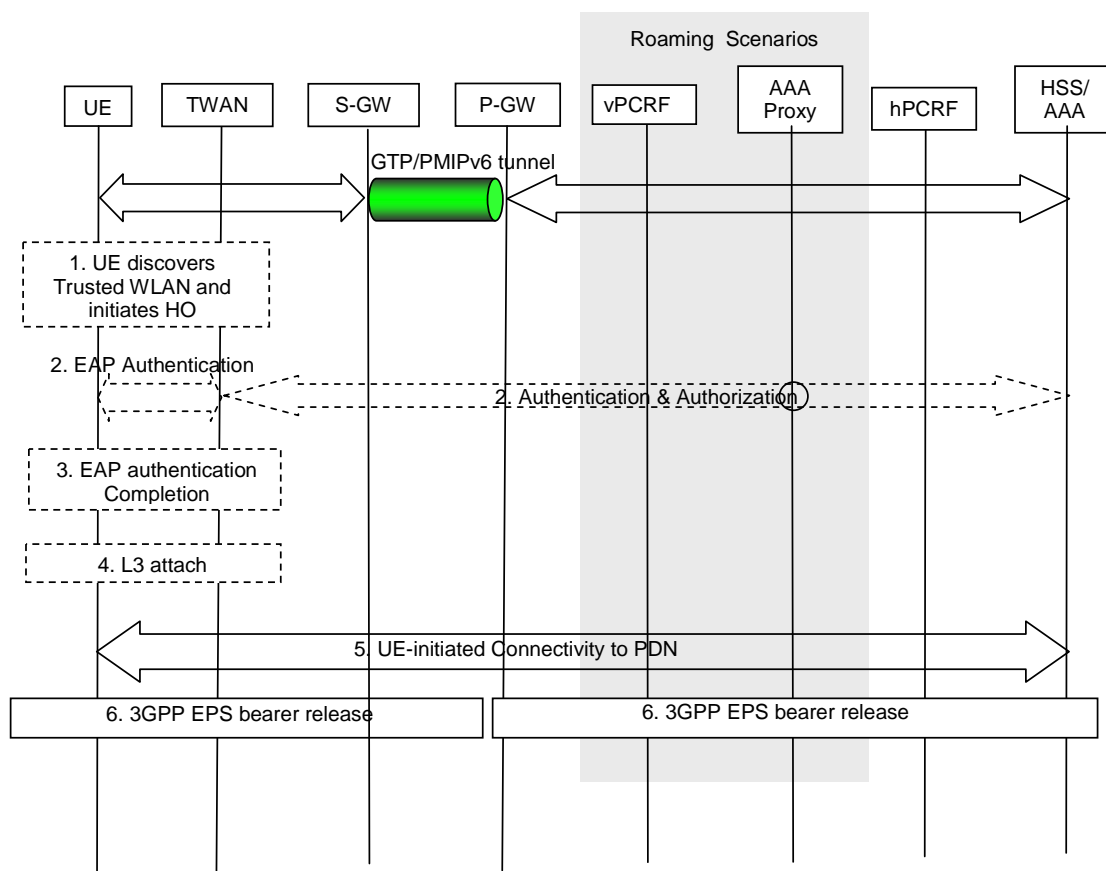 Roaming Scenarios
UE
TWAN
S-GW
P-GW
vPCRF
AAA
Proxy
hPCRF
HSS/
AAA
GTP/PMIPv6 tunnel
1. UE discovers
Trusted WLAN and
initiates HO
2. EAP Authentication
2. Authentication & Authorization
3. EAP authentication
Completion
4. L3 attach
5. UE-initiated Connectivity to PDN
6. 3GPP EPS bearer release
6. 3GPP EPS bearer release